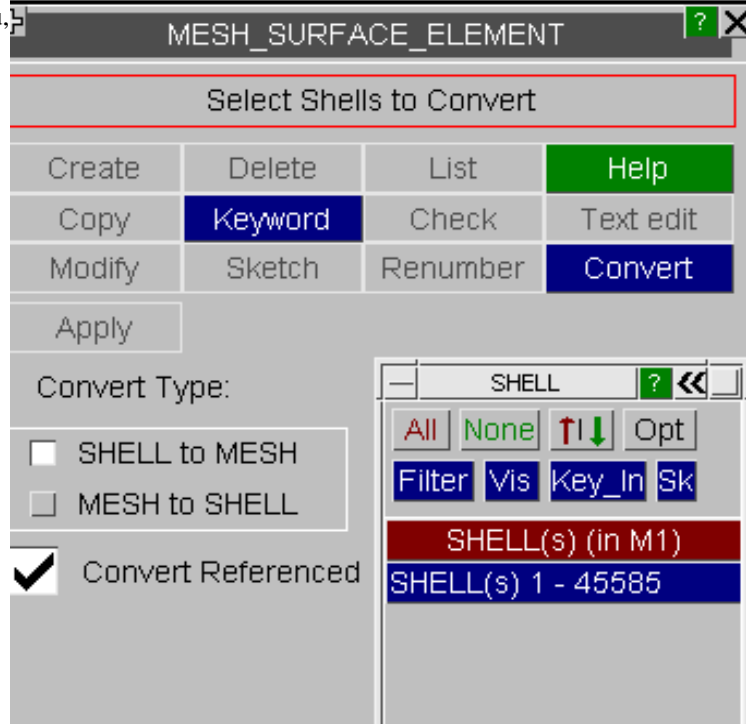 MESH_SURFACE_ELEMENT ?
Select Shells to Convert
Create Delete List Help
Copy Keyword Check Text edit
Modify Sketch Renumber Convert
Apply
Convert Type:
SHELL to MESH
MESH to SHELL
Convert Referenced
SHELL ?
All None Opt
Filter Vis Key_In Sk
SHELL(s) (in M1)
SHELL(s) 1 - 45585